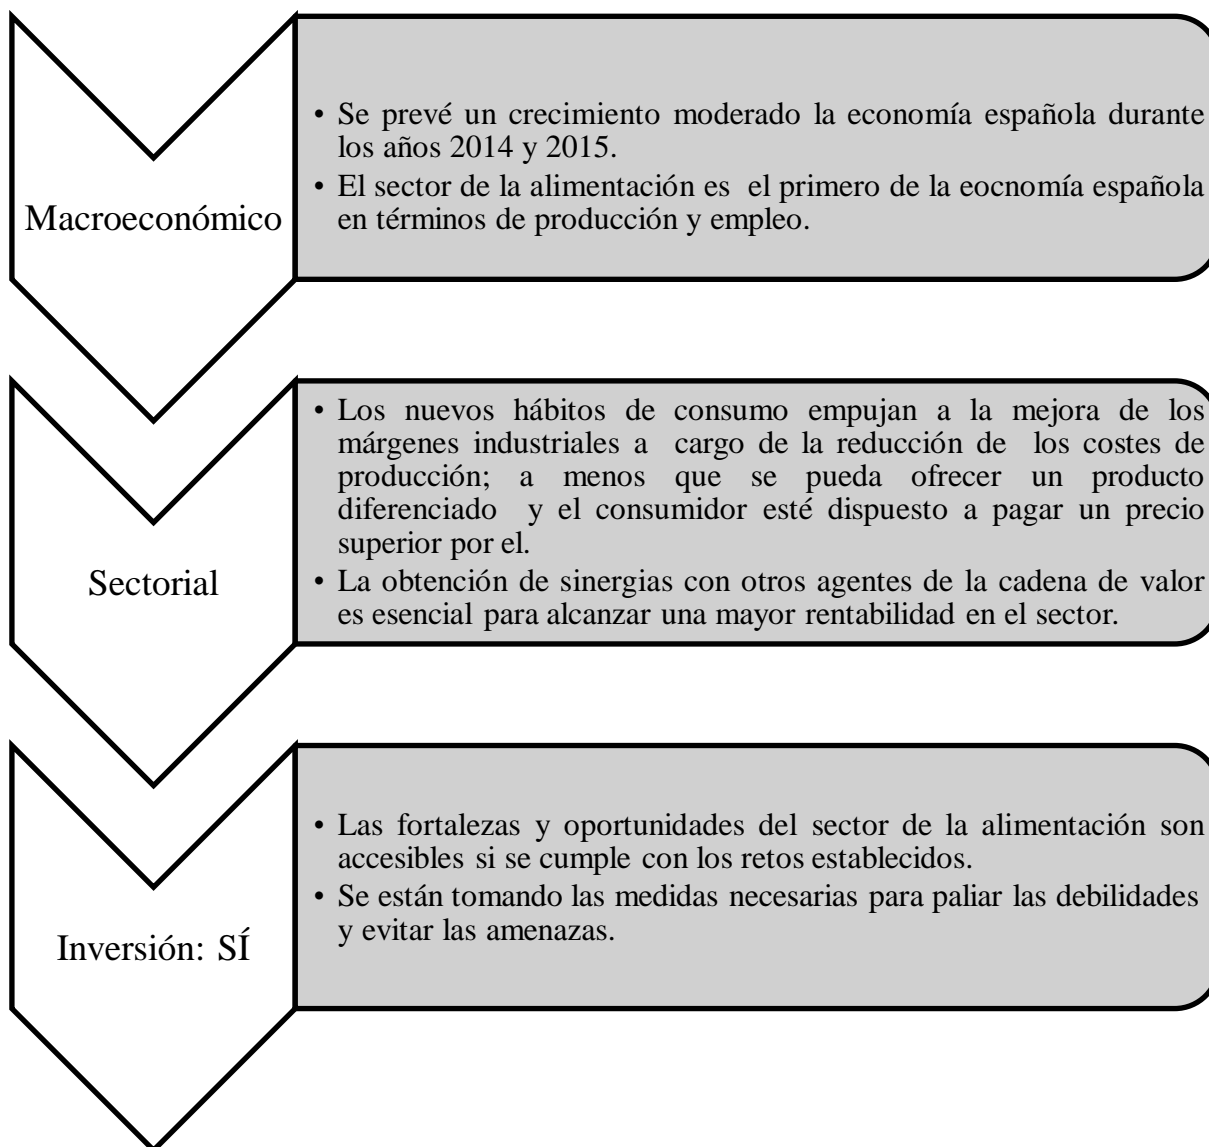 Macroeconómico
• Se prevé un crecimiento moderado la economía española durante
los años 2014 y 2015.
• El sector de la alimentación es el primero de la eocnomía española
en términos de producción y empleo.
Sectorial
• Los nuevos hábitos de consumo empujan a la mejora de los
márgenes industriales a cargo de la reducción de los costes de
producción; a menos que se pueda ofrecer un producto
diferenciado y el consumidor esté dispuesto a pagar un precio
superior por el.
• La obtención de sinergias con otros agentes de la cadena de valor
es esencial para alcanzar una mayor rentabilidad en el sector.
Inversión: SÍ
• Las fortalezas y oportunidades del sector de la alimentación son
accesibles si se cumple con los retos establecidos.
• Se están tomando las medidas necesarias para paliar las debilidades
y evitar las amenazas.